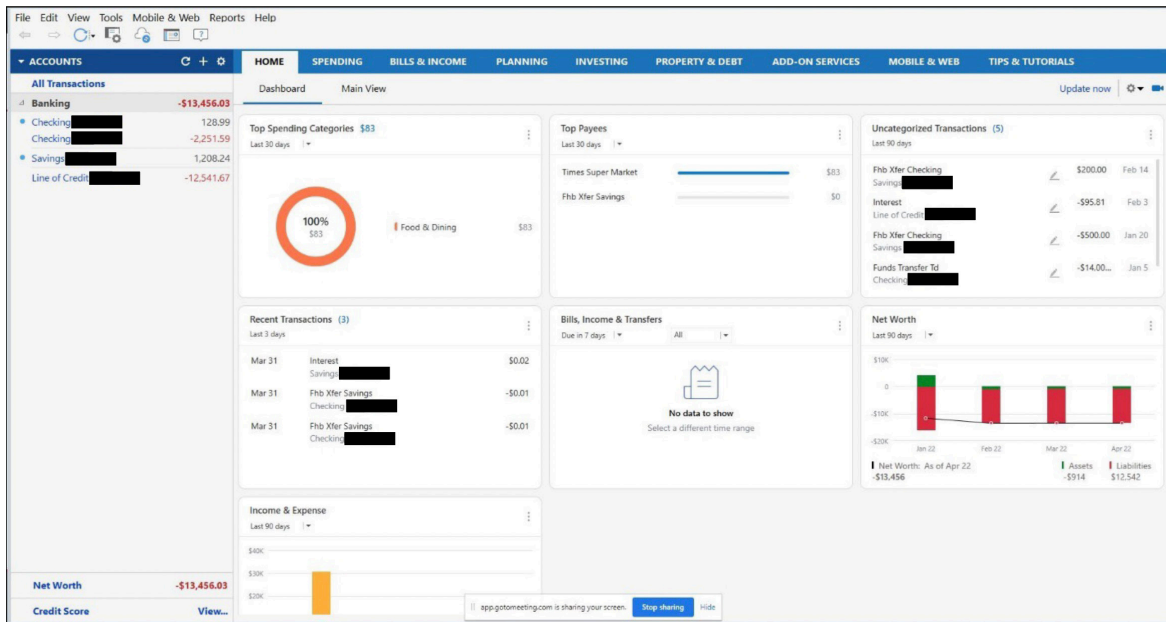 File Edit View Tools Mobile & Web Reports Help
ACCOUNTS
HOME SPENDING BILLS & INCOME PLANNING INVESTING PROPERTY & DEBT ADD-ON SERVICES MOBILE & WEB TIPS & TUTORIALS
All Transactions
Banking -$13,456.03
Checking 128.99
Checking -2,251.59
Savings 1,208.24
Line of Credit -12,541.67
Dashboard Main View Update now
Top Spending Categories $83
Last 30 days
100%
$83
Food & Dining $83
Top Payees
Last 30 days
Times Super Market $83
Fhb Xfer Savings $0
Uncategorized Transactions (5)
Last 90 days
Fhb Xfer Checking $200.00 Feb 14
Savings
Interest -$95.81 Feb 3
Line of Credit
Fhb Xfer Checking -$500.00 Jan 20
Savings
Funds Transfer Td -$14.00... Jan 5
Checking
Recent Transactions (3)
Last 3 days
Mar 31 Interest $0.02
Savings
Mar 31 Fhb Xfer Savings -$0.01
Checking
Mar 31 Fhb Xfer Savings -$0.01
Checking
Bills, Income & Transfers
Due in 7 days All
No data to show
Select a different time range
Net Worth
Last 90 days
$10K
0
-$10K
-$20K
Jan 22 Feb 22 Mar 22 Apr 22
Net Worth: As of Apr 22 Assets Liabilities
-$13,456 -$914 $12,542
Income & Expense
Last 90 days
$40K
$30K
$20K
Net Worth -$13,456.03
Credit Score View...
app.gotomeeting.com is sharing your screen. Stop sharing Hide